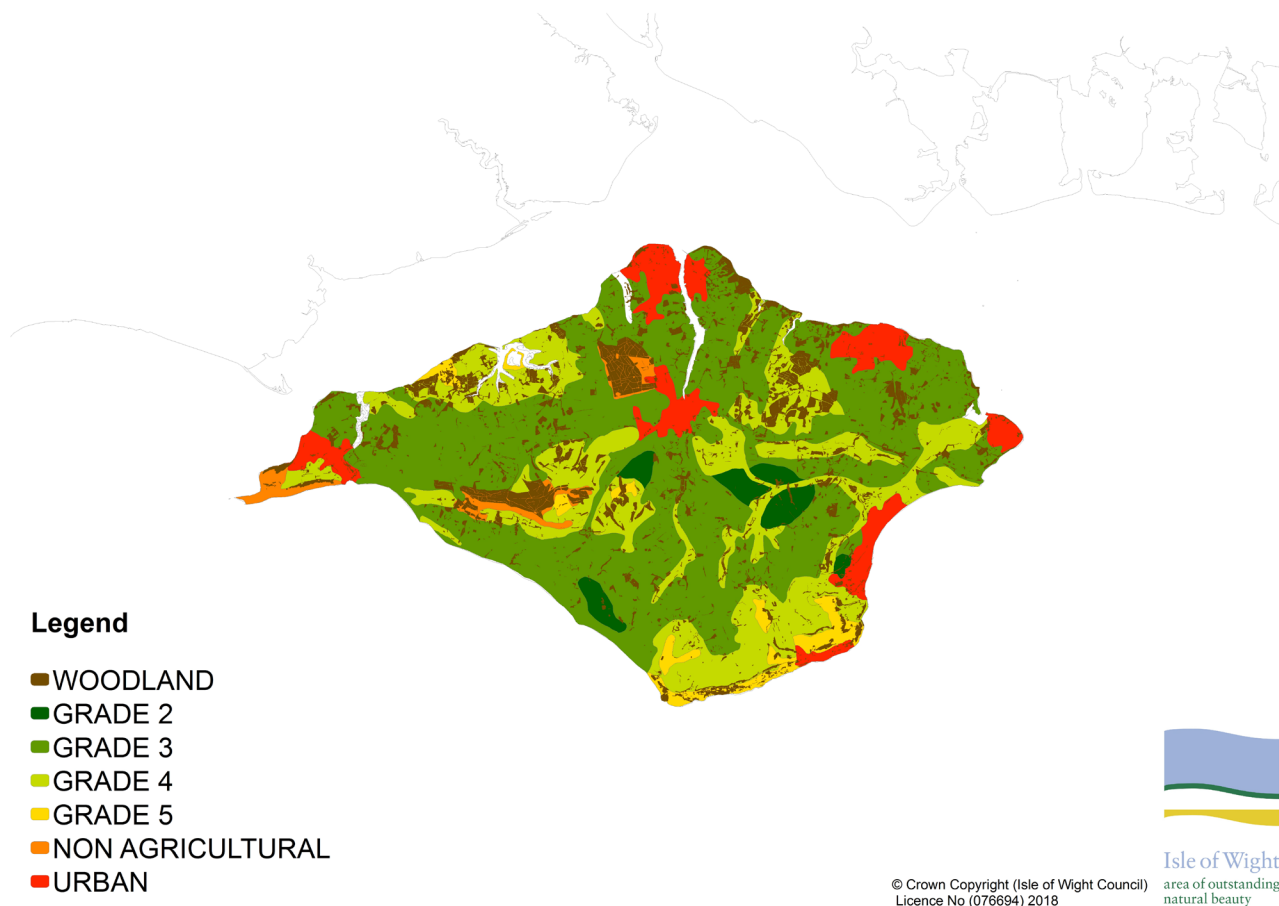 Legend
WOODLAND
GRADE 2
GRADE 3
GRADE 4
GRADE 5
NON AGRICULTURAL
URBAN
© Crown Copyright (Isle of Wight Council)
Licence No (076694) 2018
Isle of Wight
area of outstanding
natural beauty